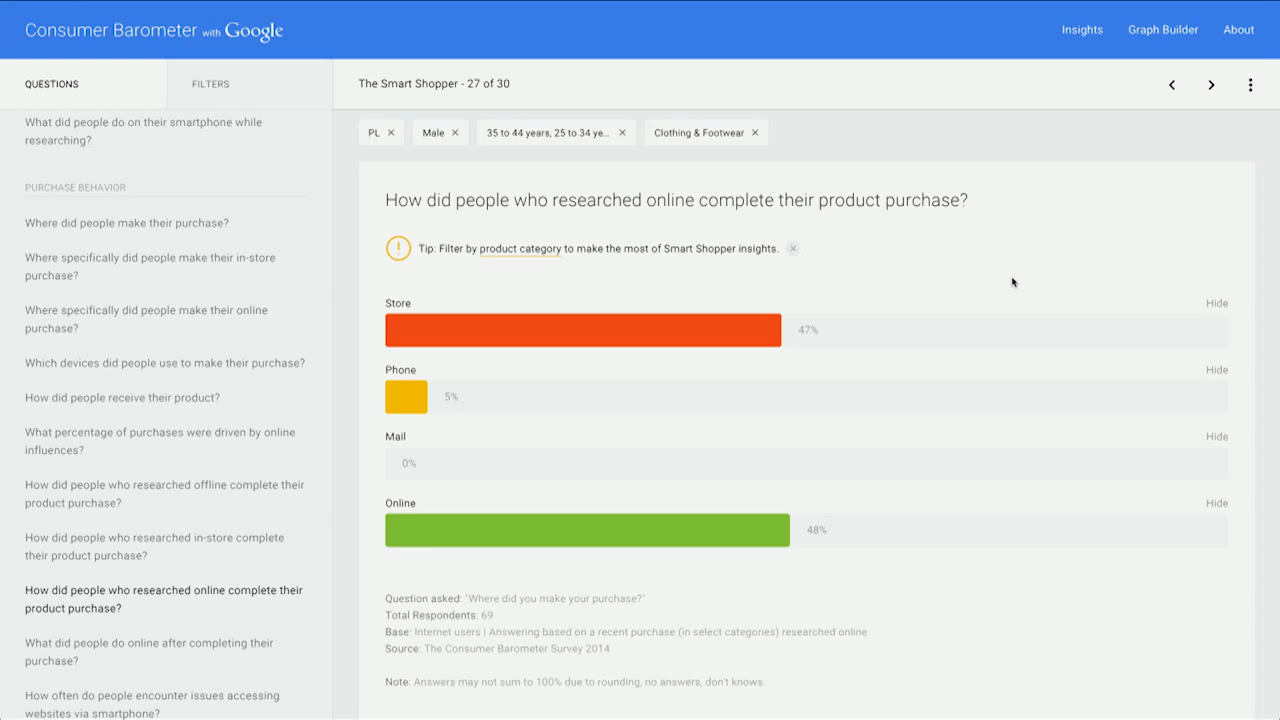 Consumer Barometer with Google
Insights
Graph Builder
About
QUESTIONS
FILTERS
The Smart Shopper - 27 of 30
What did people do on their smartphone while
researching?
PURCHASE BEHAVIOR
Where did people make their purchase?
Where specifically did people make their in-store
purchase?
Where specifically did people make their online
purchase?
Which devices did people use to make their purchase?
How did people receive their product?
What percentage of purchases were driven by online
influences?
How did people who researched offline complete their
product purchase?
How did people who researched in-store complete
their product purchase?
How did people who researched online complete their
product purchase?
What did people do online after completing their
purchase?
How often do people encounter issues accessing
websites via smartphone?
PL
Male
35 to 44 years, 25 to 34 ye...
Clothing & Footwear
How did people who researched online complete their product purchase?
Tip: Filter by product category to make the most of Smart Shopper insights.
Store
Hide
47%
Phone
Hide
5%
Mail
Hide
0%
Online
Hide
48%
Question asked: "Where did you make your purchase?"
Total Respondents: 69
Base: Internet users | Answering based on a recent purchase (in select categories) researched online
Source: The Consumer Barometer Survey 2014
Note: Answers may not sum to 100% due to rounding, no answers, don't knows.